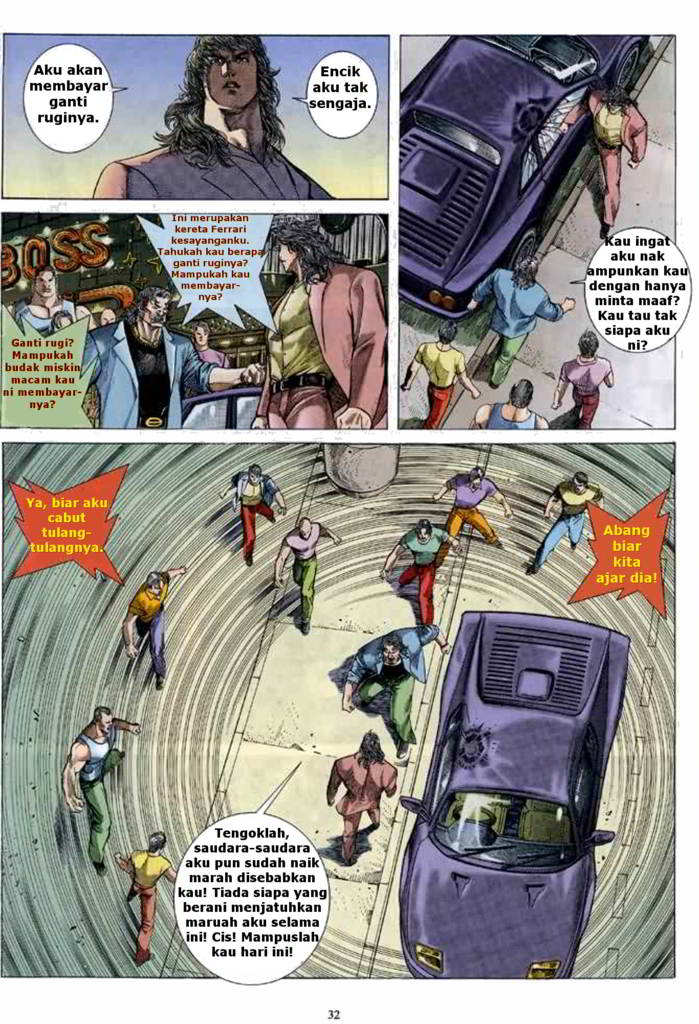 Aku akan
membayar
ganti
ruginya.
Encik
aku tak
sengaja.
Kau ingat
aku nak
ampunkan kau
dengan hanya
minta maaf?
Kau tau tak
siapa aku
ni?
BOSS
Ini merupakan
kereta Ferrari
kesayanganku.
Tahukah kau berapa
ganti ruginya?
Mampukah kau
membayar-
nya?
Ganti rugi?
Mampukah
budak miskin
macam kau
ni membayar-
nya?
Ya, biar aku
cabut
tulang-
tulangnya.
Abang
biar
kita
ajar dia!
Tengoklah,
saudara-saudara
aku pun sudah naik
marah disebabkan
kau! Tiada siapa yang
berani menjatuhkan
maruah aku selama
ini! Cis! Mampuslah
kau hari ini!
32